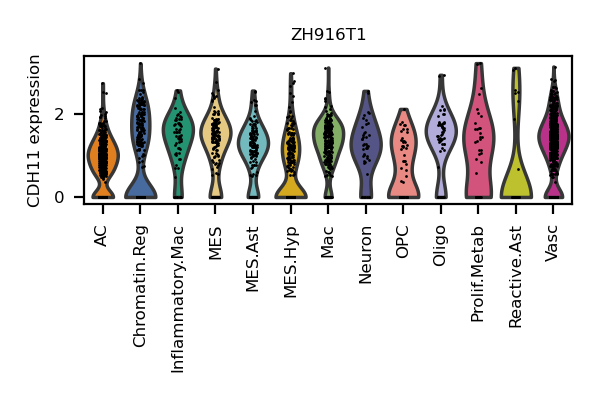 ZH916T1
CDH11 expression
2
0
AC
Chromatin.Reg
Inflammatory.Mac
MES
MES.Ast
MES.Hyp
Mac
Neuron
OPC
Oligo
Prolif.Metab
Reactive.Ast
Vasc